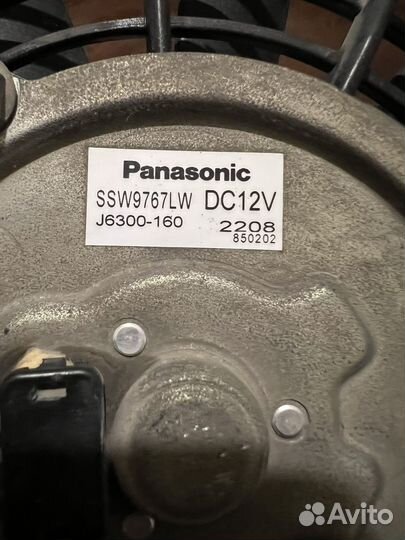 Panasonic
SSW9767LW DC12V
J6300-160 2208
850202
Avito